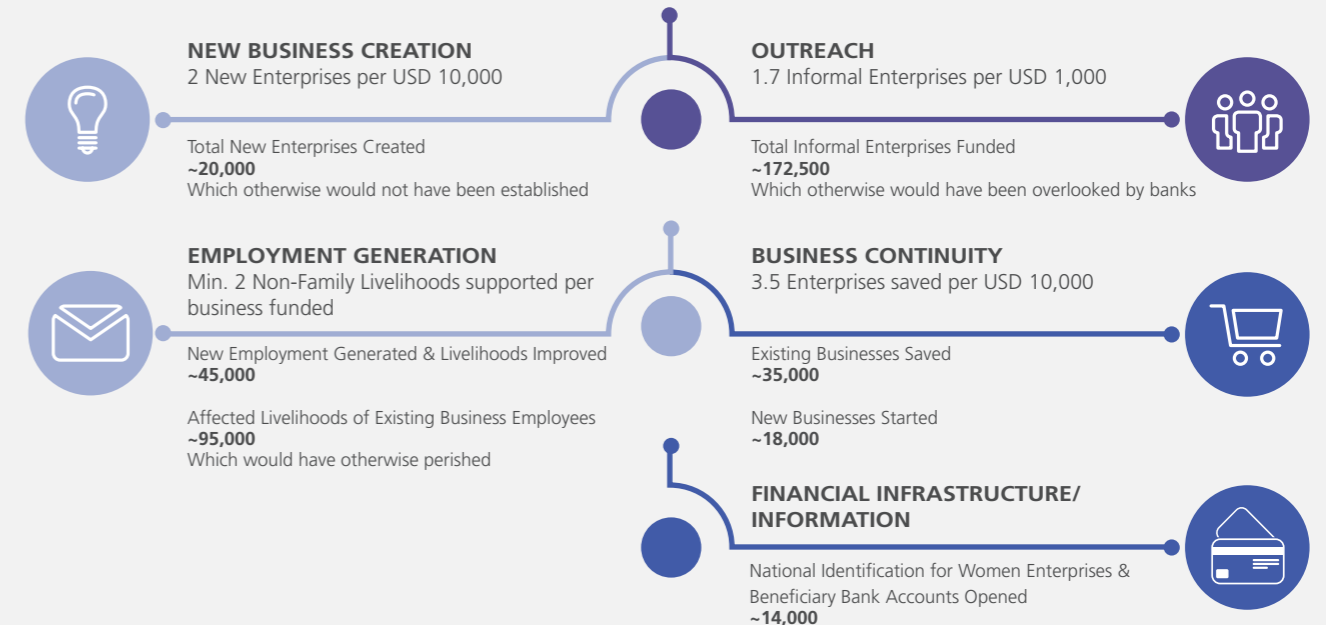 NEW BUSINESS CREATION
2 New Enterprises per USD 10,000
Total New Enterprises Created
~20,000
Which otherwise would not have been established
OUTREACH
1.7 Informal Enterprises per USD 1,000
Total Informal Enterprises Funded
~172,500
Which otherwise would have been overlooked by banks
EMPLOYMENT GENERATION
Min. 2 Non-Family Livelihoods supported per
business funded
New Employment Generated & Livelihoods Improved
~45,000
Affected Livelihoods of Existing Business Employees
~95,000
Which would have otherwise perished
BUSINESS CONTINUITY
3.5 Enterprises saved per USD 10,000
Existing Businesses Saved
~35,000
New Businesses Started
~18,000
FINANCIAL INFRASTRUCTURE/
INFORMATION
National Identification for Women Enterprises &
Beneficiary Bank Accounts Opened
~14,000